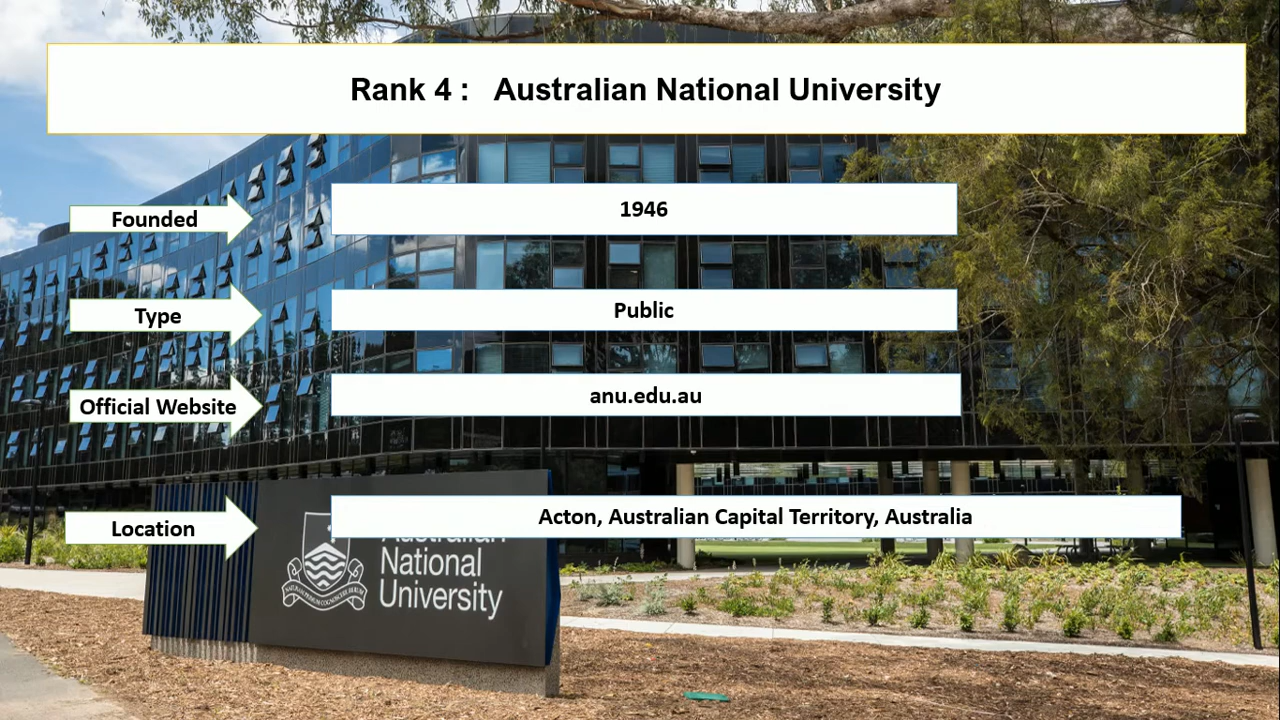 Rank 4 : Australian National University
Founded
1946
Type
Public
Official Website
anu.edu.au
Location
Acton, Australian Capital Territory, Australia
Australian
National
University